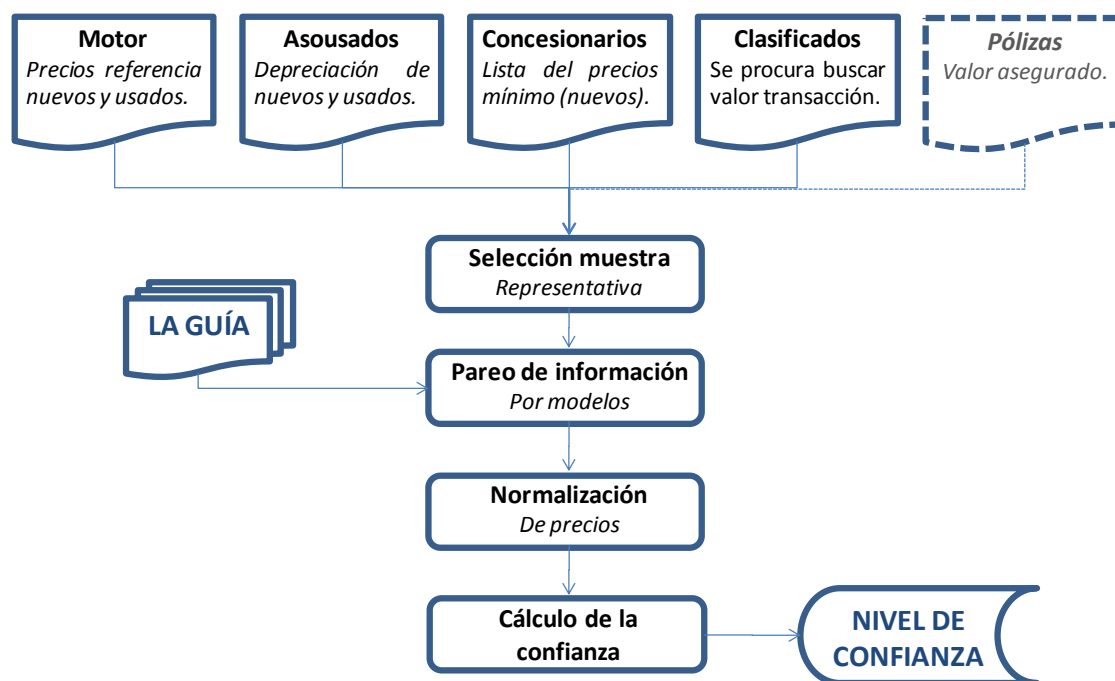 Motor
Precios referencia
nuevos y usados.
Asousados
Depreciación de
nuevos y usados.
Concesionarios
Lista del precios
mínimo (nuevos).
Clasificados
Se procura buscar
valor transacción.
Pólizas
Valor asegurado.
Selección muestra
Representativa
LA GUÍA
Pareo de información
Por modelos
Normalización
De precios
Cálculo de la
confianza
NIVEL DE
CONFIANZA